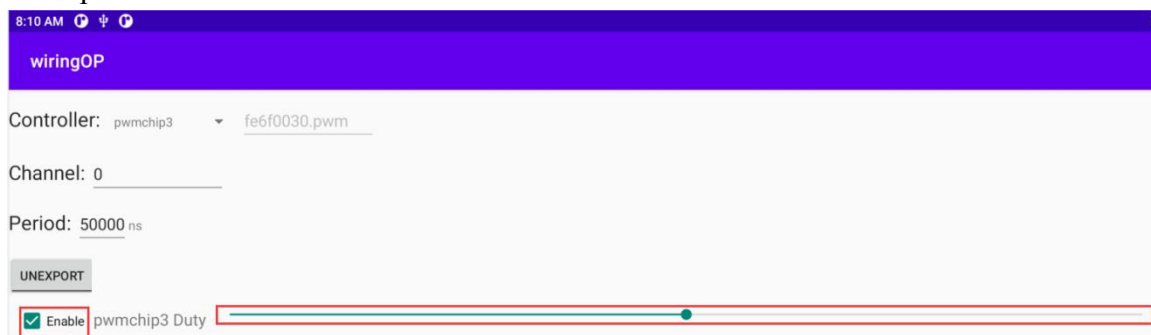 8:10 AM
wiringOP
Controller: pwmchip3 fe6f0030.pwm
Channel: 0
Period: 50000 ns
UNEXPORT
Enable pwmchip3 Duty